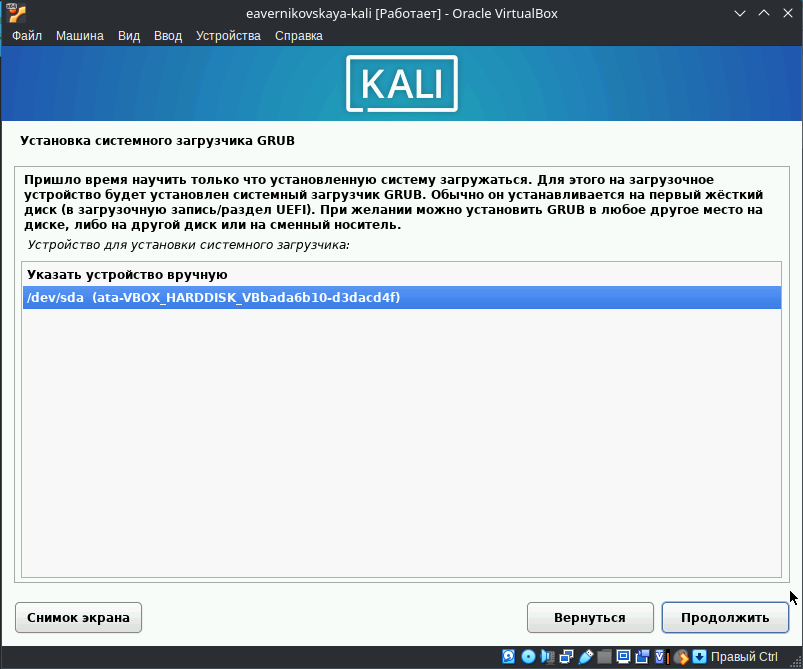 eavernikovskaya-kali [Работает] - Oracle VirtualBox
Файл Машина Вид Ввод Устройства Справка
KALI
Установка системного загрузчика GRUB
Пришло время научить только что установленную систему загружаться. Для этого на загрузочное
устройство будет установлен системный загрузчик GRUB. Обычно он устанавливается на первый жёсткий
диск (в загрузочную запись/раздел UEFI). При желании можно установить GRUB в любое другое место на
диске, либо на другой диск или на сменный носитель.
Устройство для установки системного загрузчика:
Указать устройство вручную
/dev/sda (ata-VBOX_HARDDISK_VBbada6b10-d3dacd4f)
Снимок экрана Вернуться Продолжить
Правый Ctrl